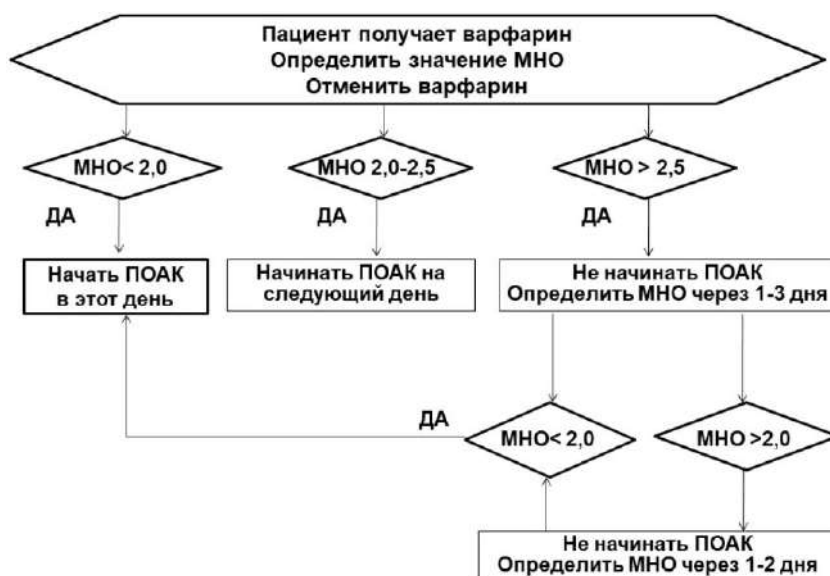 Пациент получает варфарин
Определить значение МНО
Отменить варфарин
МНО< 2,0
МНО 2,0-2,5
МНО > 2,5
ДА
ДА
ДА
Начать ПОАК
в этот день
Начинать ПОАК на
следующий день
Не начинать ПОАК
Определить МНО через 1-3 дня
ДА
МНО< 2,0
МНО >2,0
Не начинать ПОАК
Определить МНО через 1-2 дня